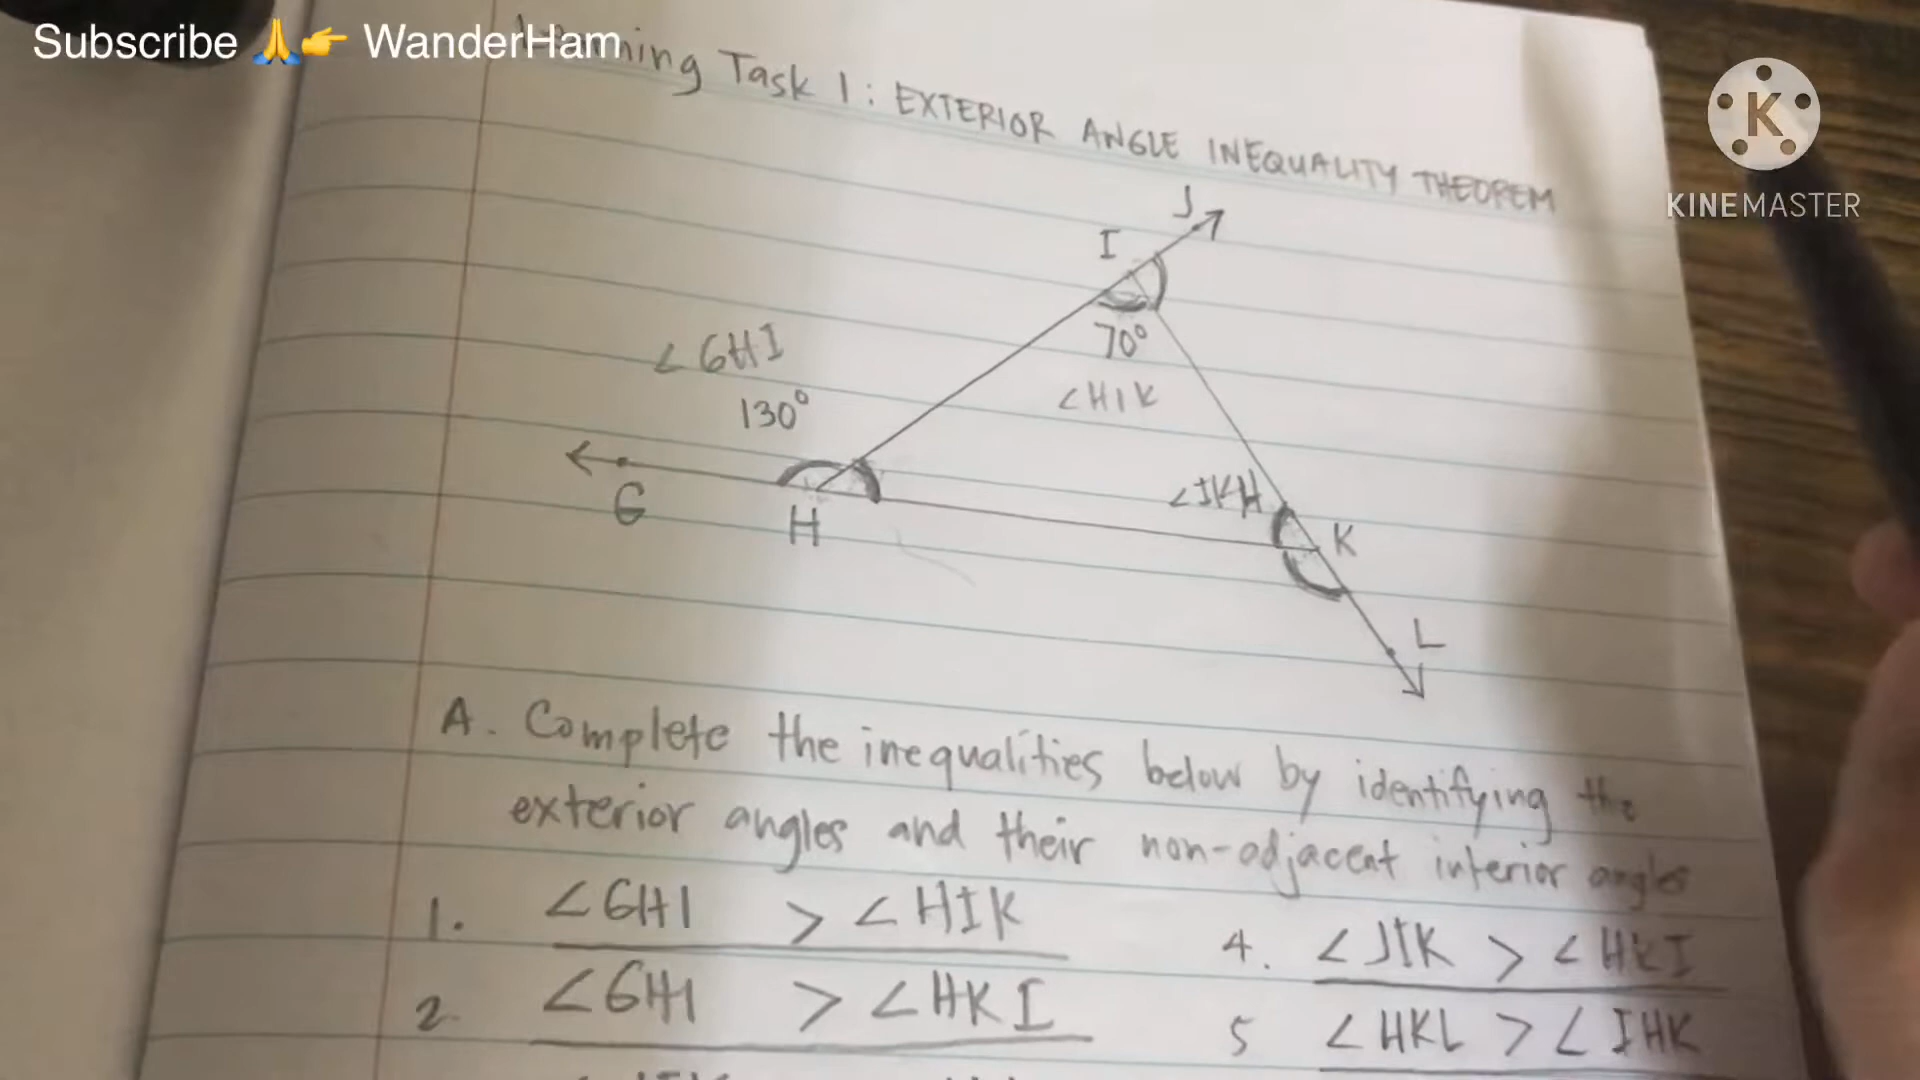 Subscribe 🙏👉 WanderHam
Task 1: EXTERIOR ANGLE INEQUALITY THEOREM
K
KINEMASTER
J
I
70°
∠GHI
130°
∠HIK
G
H
∠IKH
K
L
A. Complete the inequalities below by identifying the
exterior angles and their non-adjacent interior angles
1. ∠GHI > ∠HIK
2. ∠GHI > ∠HKI
4. ∠JIK > ∠HKI
5 ∠HKL > ∠IHK